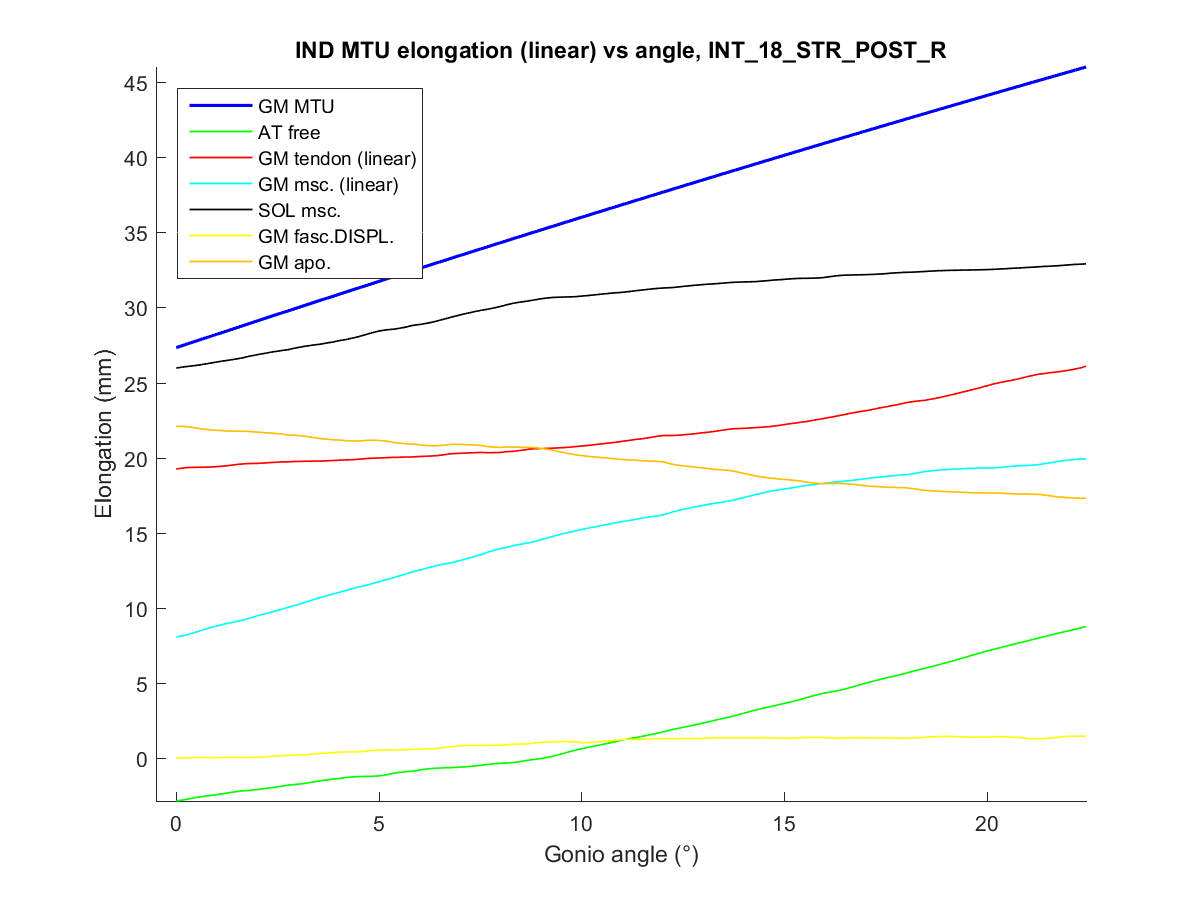 IND MTU elongation (linear) vs angle, INT_18_STR_POST_R
GM MTU
AT free
GM tendon (linear)
GM msc. (linear)
SOL msc.
GM fasc.DISPL.
GM apo.
Elongation (mm)
45
40
35
30
25
20
15
10
5
0
0 5 10 15 20
Gonio angle (°)